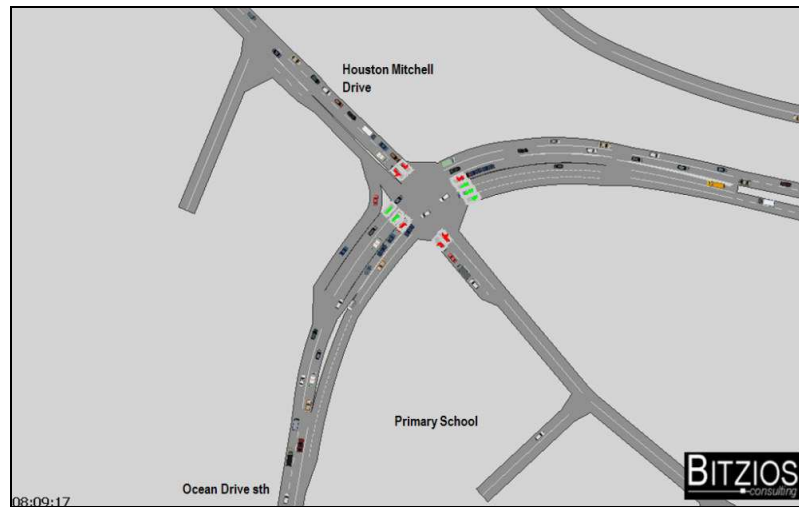 Houston Mitchell
Drive
Primary School
Ocean Drive sth
08:09:17
BITZIOS
consulting